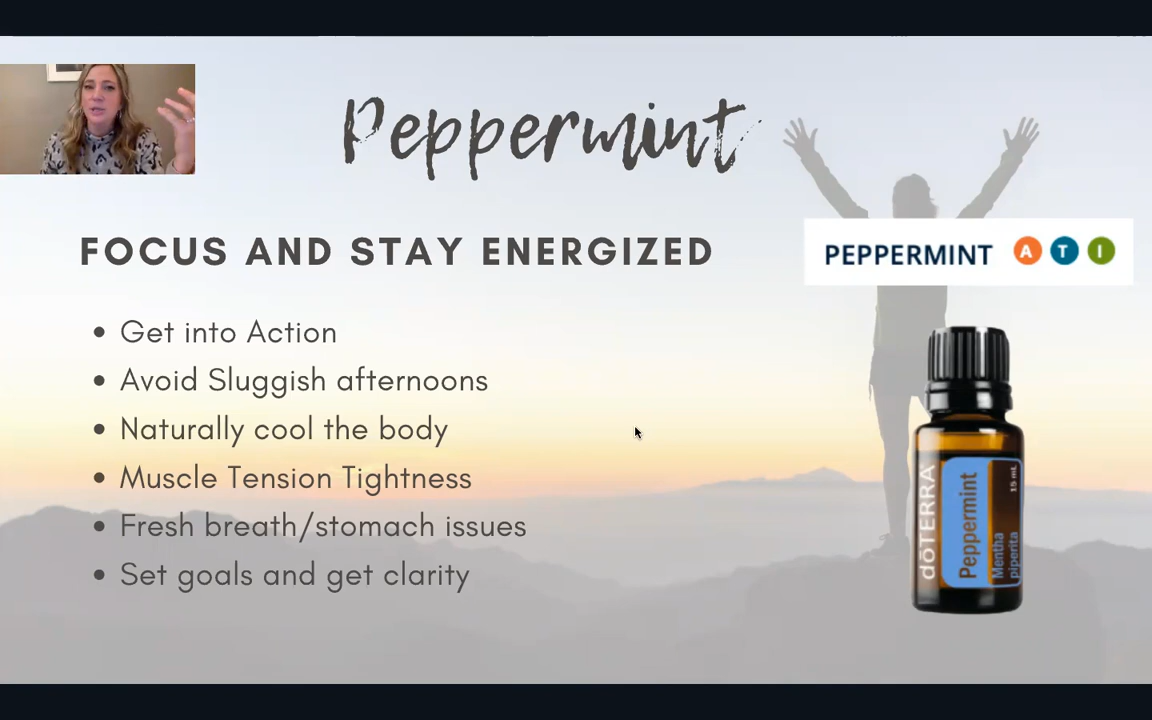 Peppermint
FOCUS AND STAY ENERGIZED
PEPPERMINT A T I
• Get into Action
• Avoid Sluggish afternoons
• Naturally cool the body
• Muscle Tension Tightness
• Fresh breath/stomach issues
• Set goals and get clarity
dōTERRA
Peppermint
Mentha
piperita
15 mL